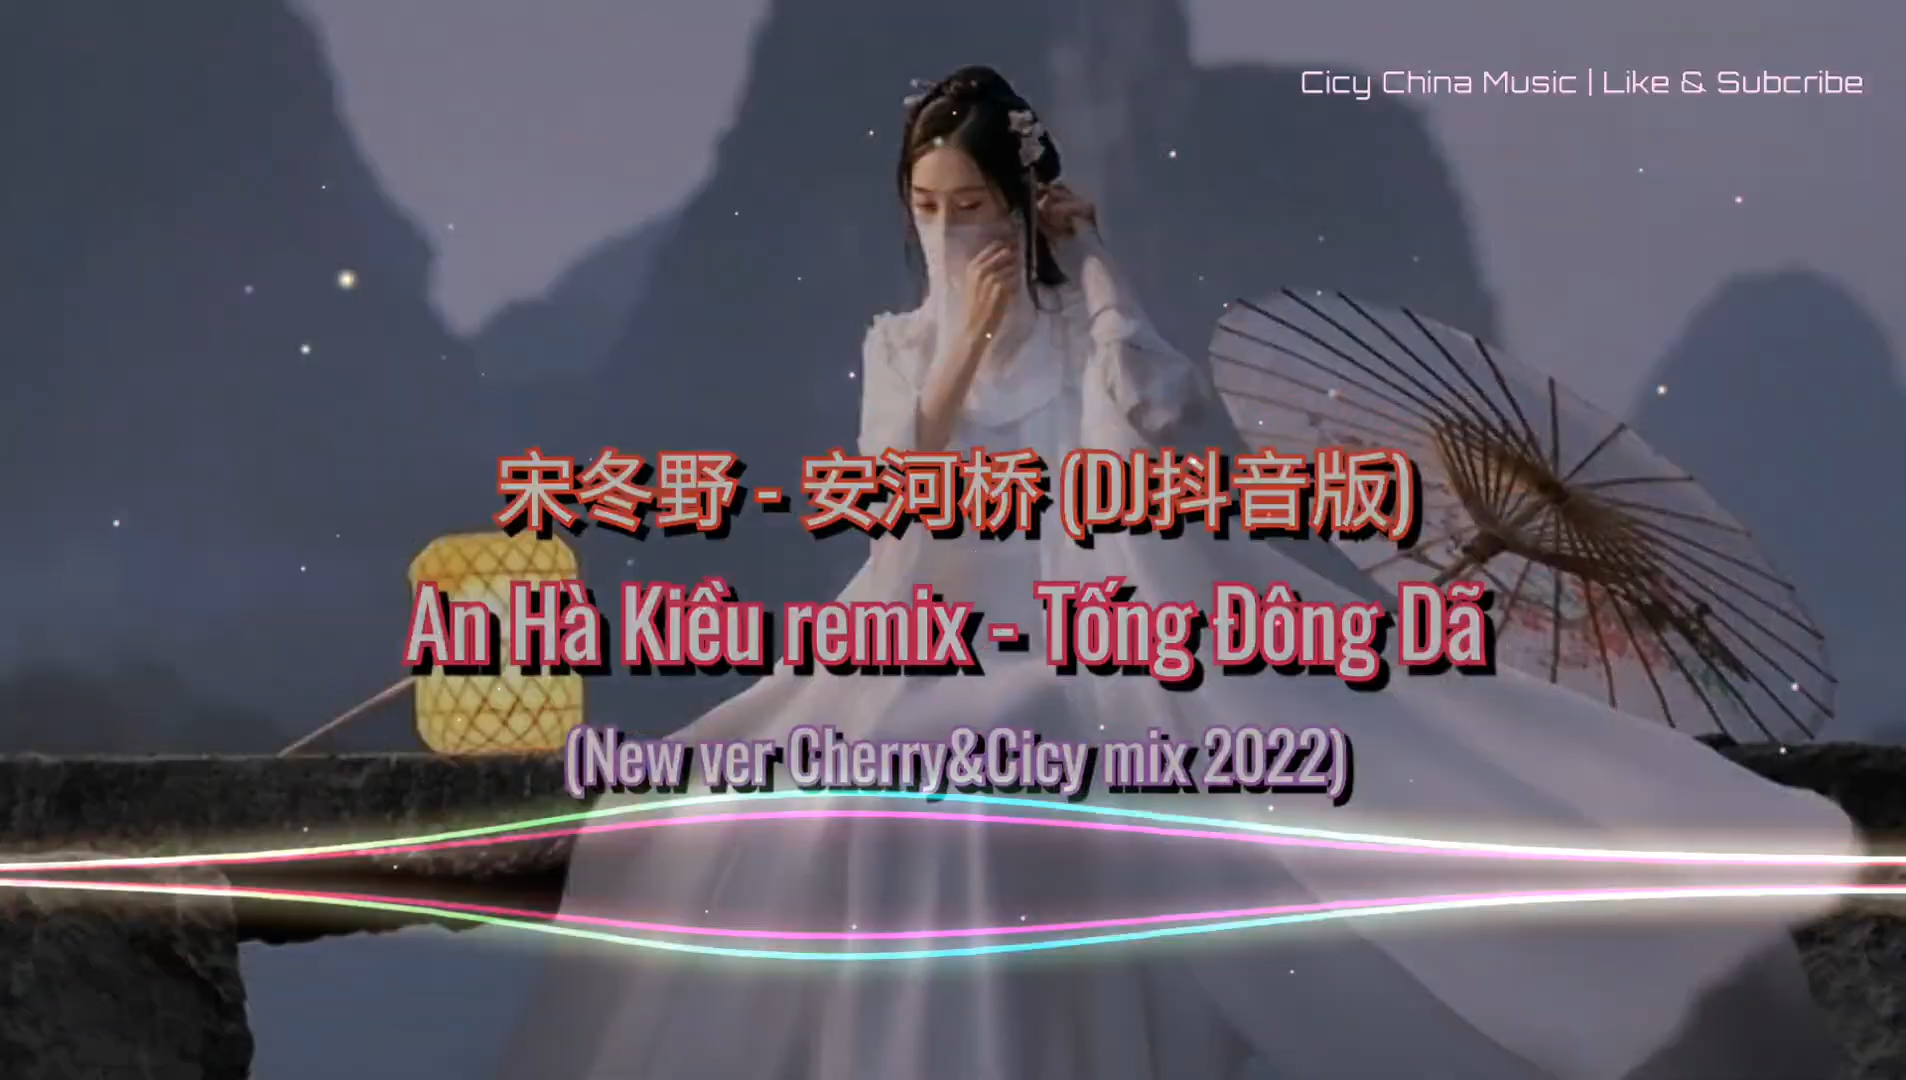 Cicy China Music | Like & Subcribe
宋冬野 - 安河桥 (DJ抖音版)
An Hà Kiều remix - Tống Đông Dã
(New ver Cherry&Cicy mix 2022)